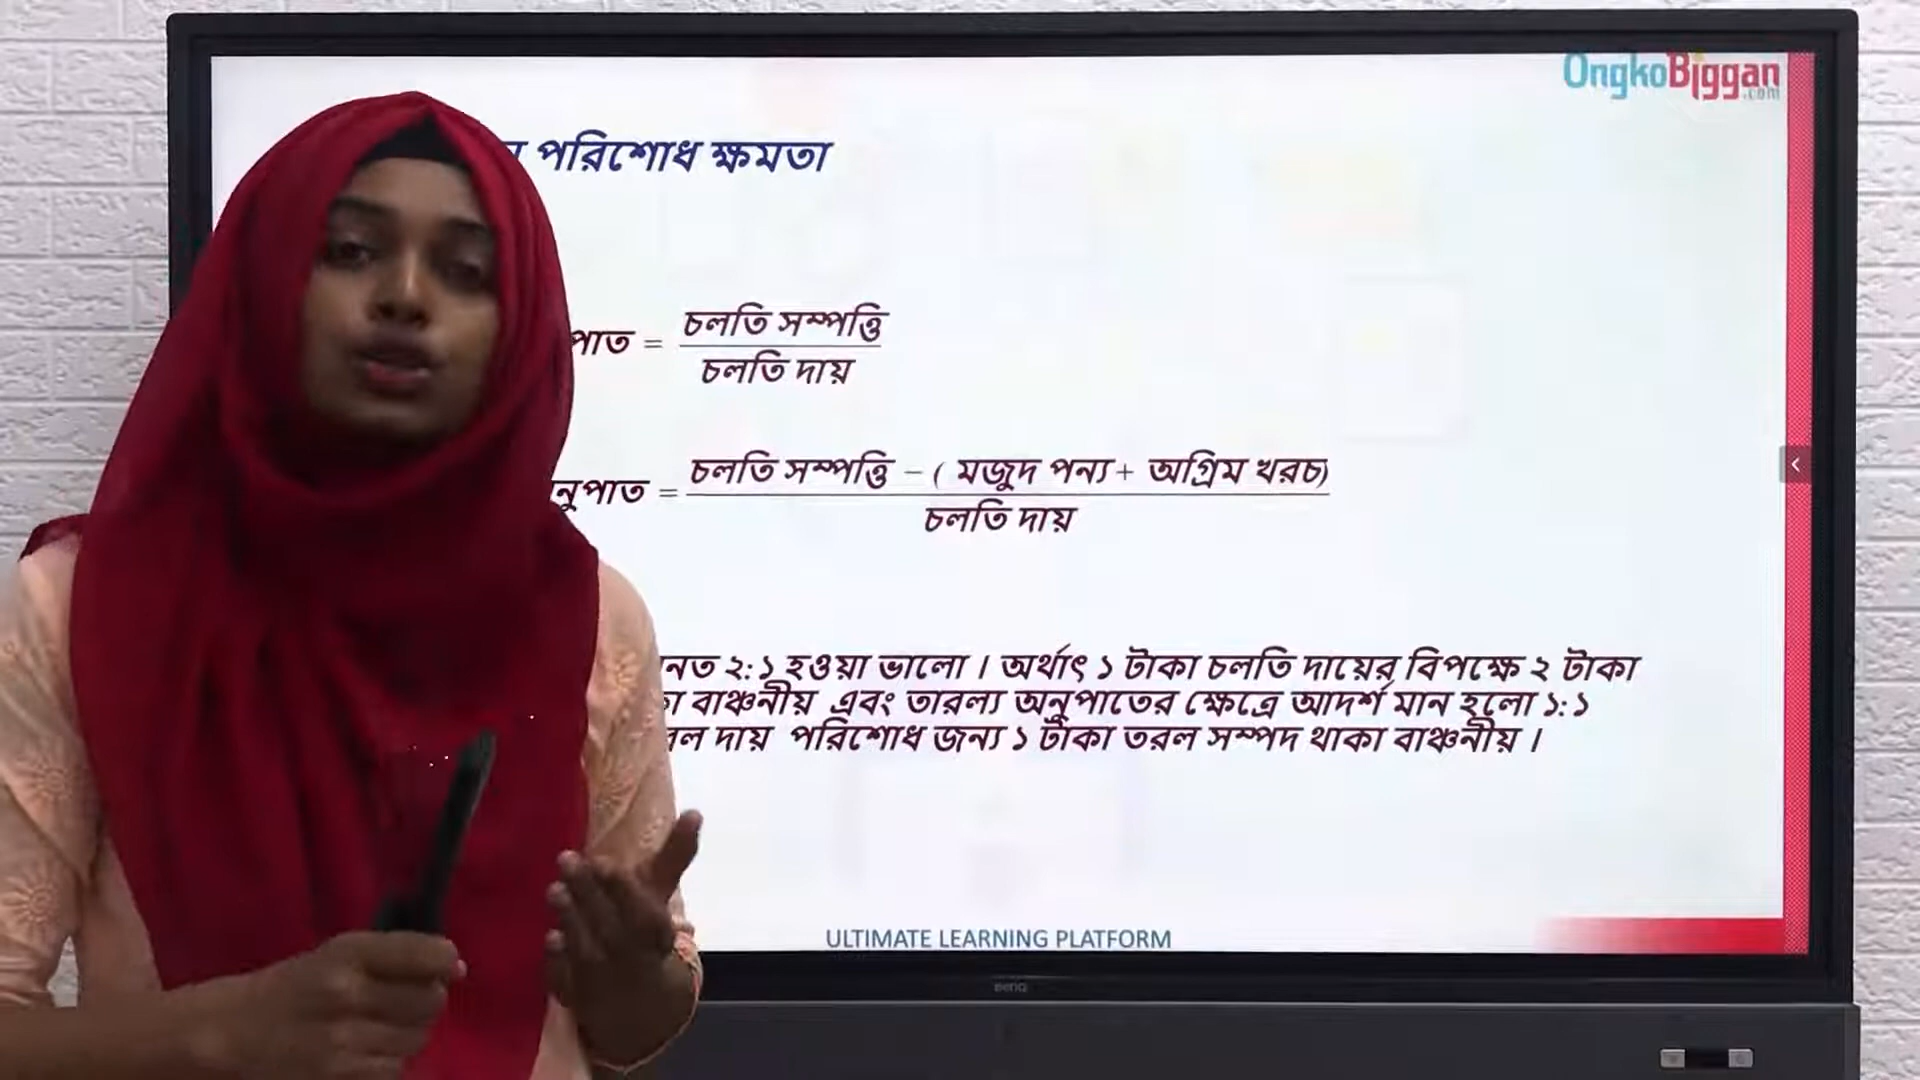 OngkoBiggan
.com
পরিশোধ ক্ষমতা
পাত = চলতি সম্পত্তি
চলতি দায়
নুপাত = চলতি সম্পত্তি – ( মজুদ পন্য + অগ্রিম খরচ)
চলতি দায়
নত ২:১ হওয়া ভালো । অর্থাৎ ১ টাকা চলতি দায়ের বিপক্ষে ২ টাকা
বাঞ্চনীয় এবং তারল্য অনুপাতের ক্ষেত্রে আদর্শ মান হলো ১:১
দায় পরিশোধ জন্য ১ টাকা তরল সম্পদ থাকা বাঞ্চনীয় ।
ULTIMATE LEARNING PLATFORM
BenQ